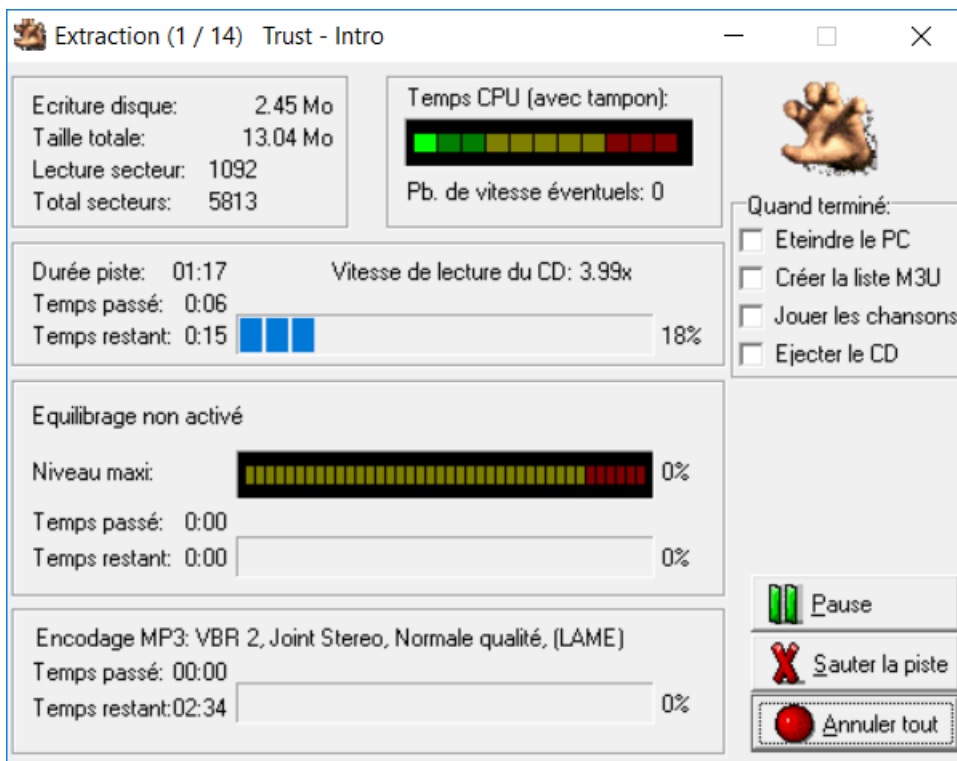 Extraction (1 / 14) Trust - Intro
Ecriture disque: 2.45 Mo
Taille totale: 13.04 Mo
Lecture secteur: 1092
Total secteurs: 5813
Temps CPU (avec tampon):
Pb. de vitesse éventuels: 0
Quand terminé:
Eteindre le PC
Créer la liste M3U
Jouer les chansons
Ejecter le CD
Durée piste: 01:17 Vitesse de lecture du CD: 3.99x
Temps passé: 0:06
Temps restant: 0:15 18%
Equilibrage non activé
Niveau maxi: 0%
Temps passé: 0:00
Temps restant: 0:00 0%
Encodage MP3: VBR 2, Joint Stereo, Normale qualité, (LAME)
Temps passé: 00:00
Temps restant:02:34 0%
Pause
Sauter la piste
Annuler tout